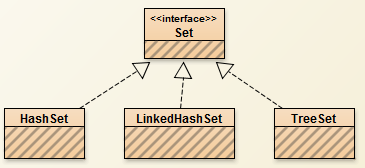 <<interface>>
Set
HashSet
LinkedHashSet
TreeSet